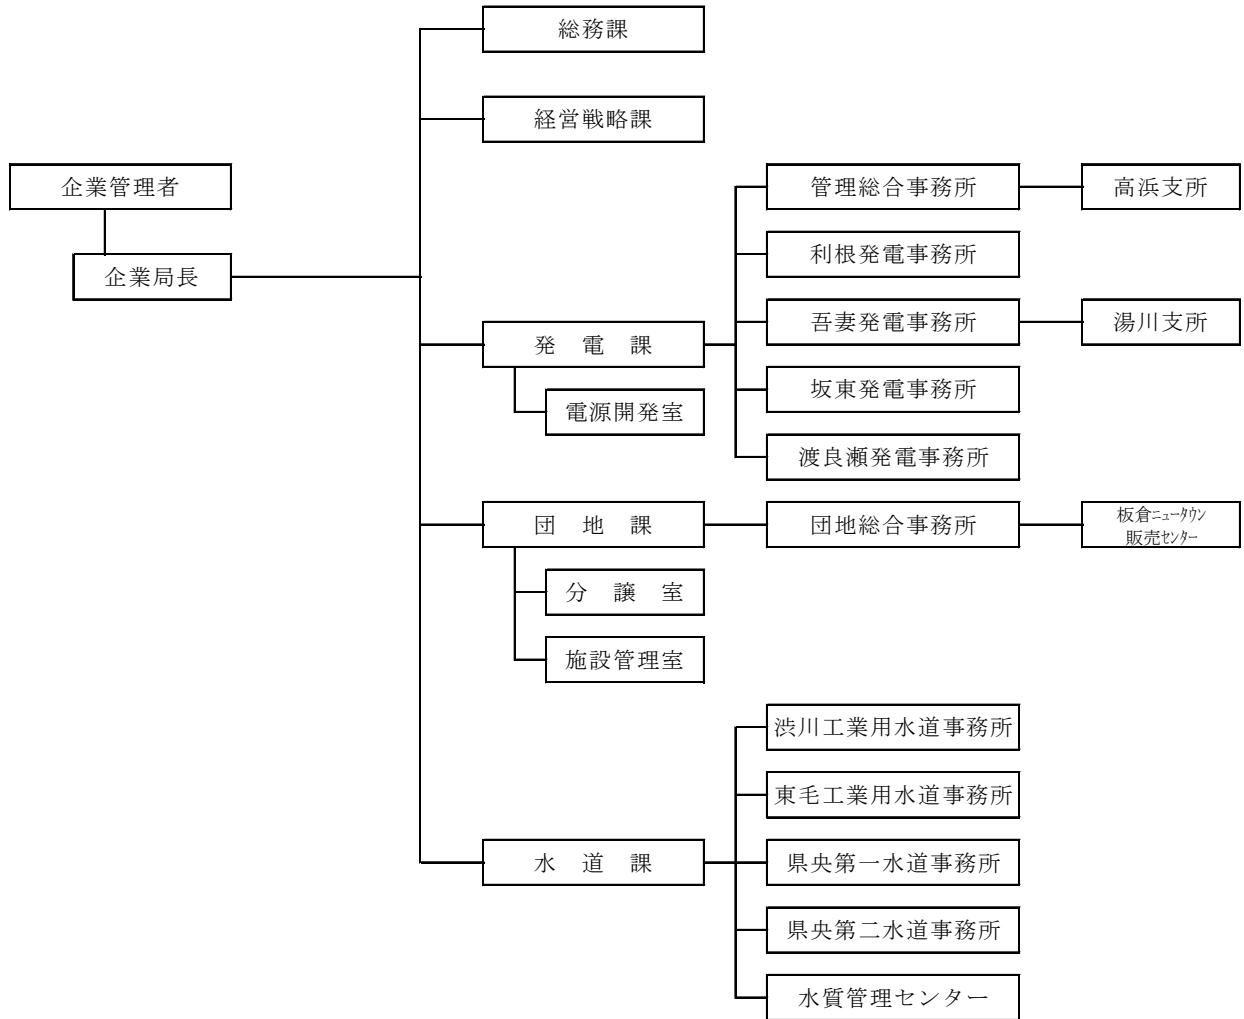 総務課
経営戦略課
企業管理者
企業局長
管理総合事務所
高浜支所
利根発電事務所
発　電　課
吾妻発電事務所
湯川支所
電源開発室
坂東発電事務所
渡良瀬発電事務所
団　地　課
団地総合事務所
板倉ﾆｭｰﾀｳﾝ
販売ｾﾝﾀｰ
分　譲　室
施設管理室
渋川工業用水道事務所
東毛工業用水道事務所
水　道　課
県央第一水道事務所
県央第二水道事務所
水質管理センター